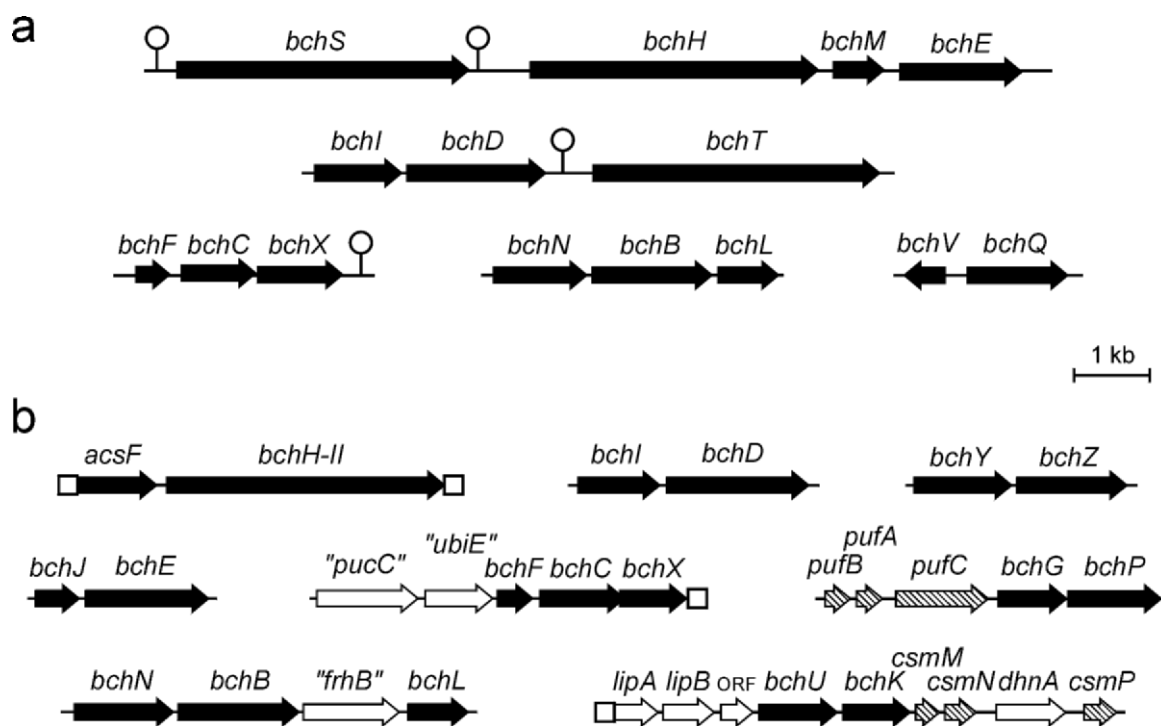 a
bchS bchH bchM bchE
bchI bchD bchT
bchF bchC bchX bchN bchB bchL bchV bchQ
1 kb
b
acsF bchH-II bchI bchD bchY bchZ
bchJ bchE "pucC" "ubiE" bchF bchC bchX pufB pufA pufC bchG bchP
bchN bchB "frhB" bchL lipA lipB ORF bchU bchK csmM csmN dhnA csmP